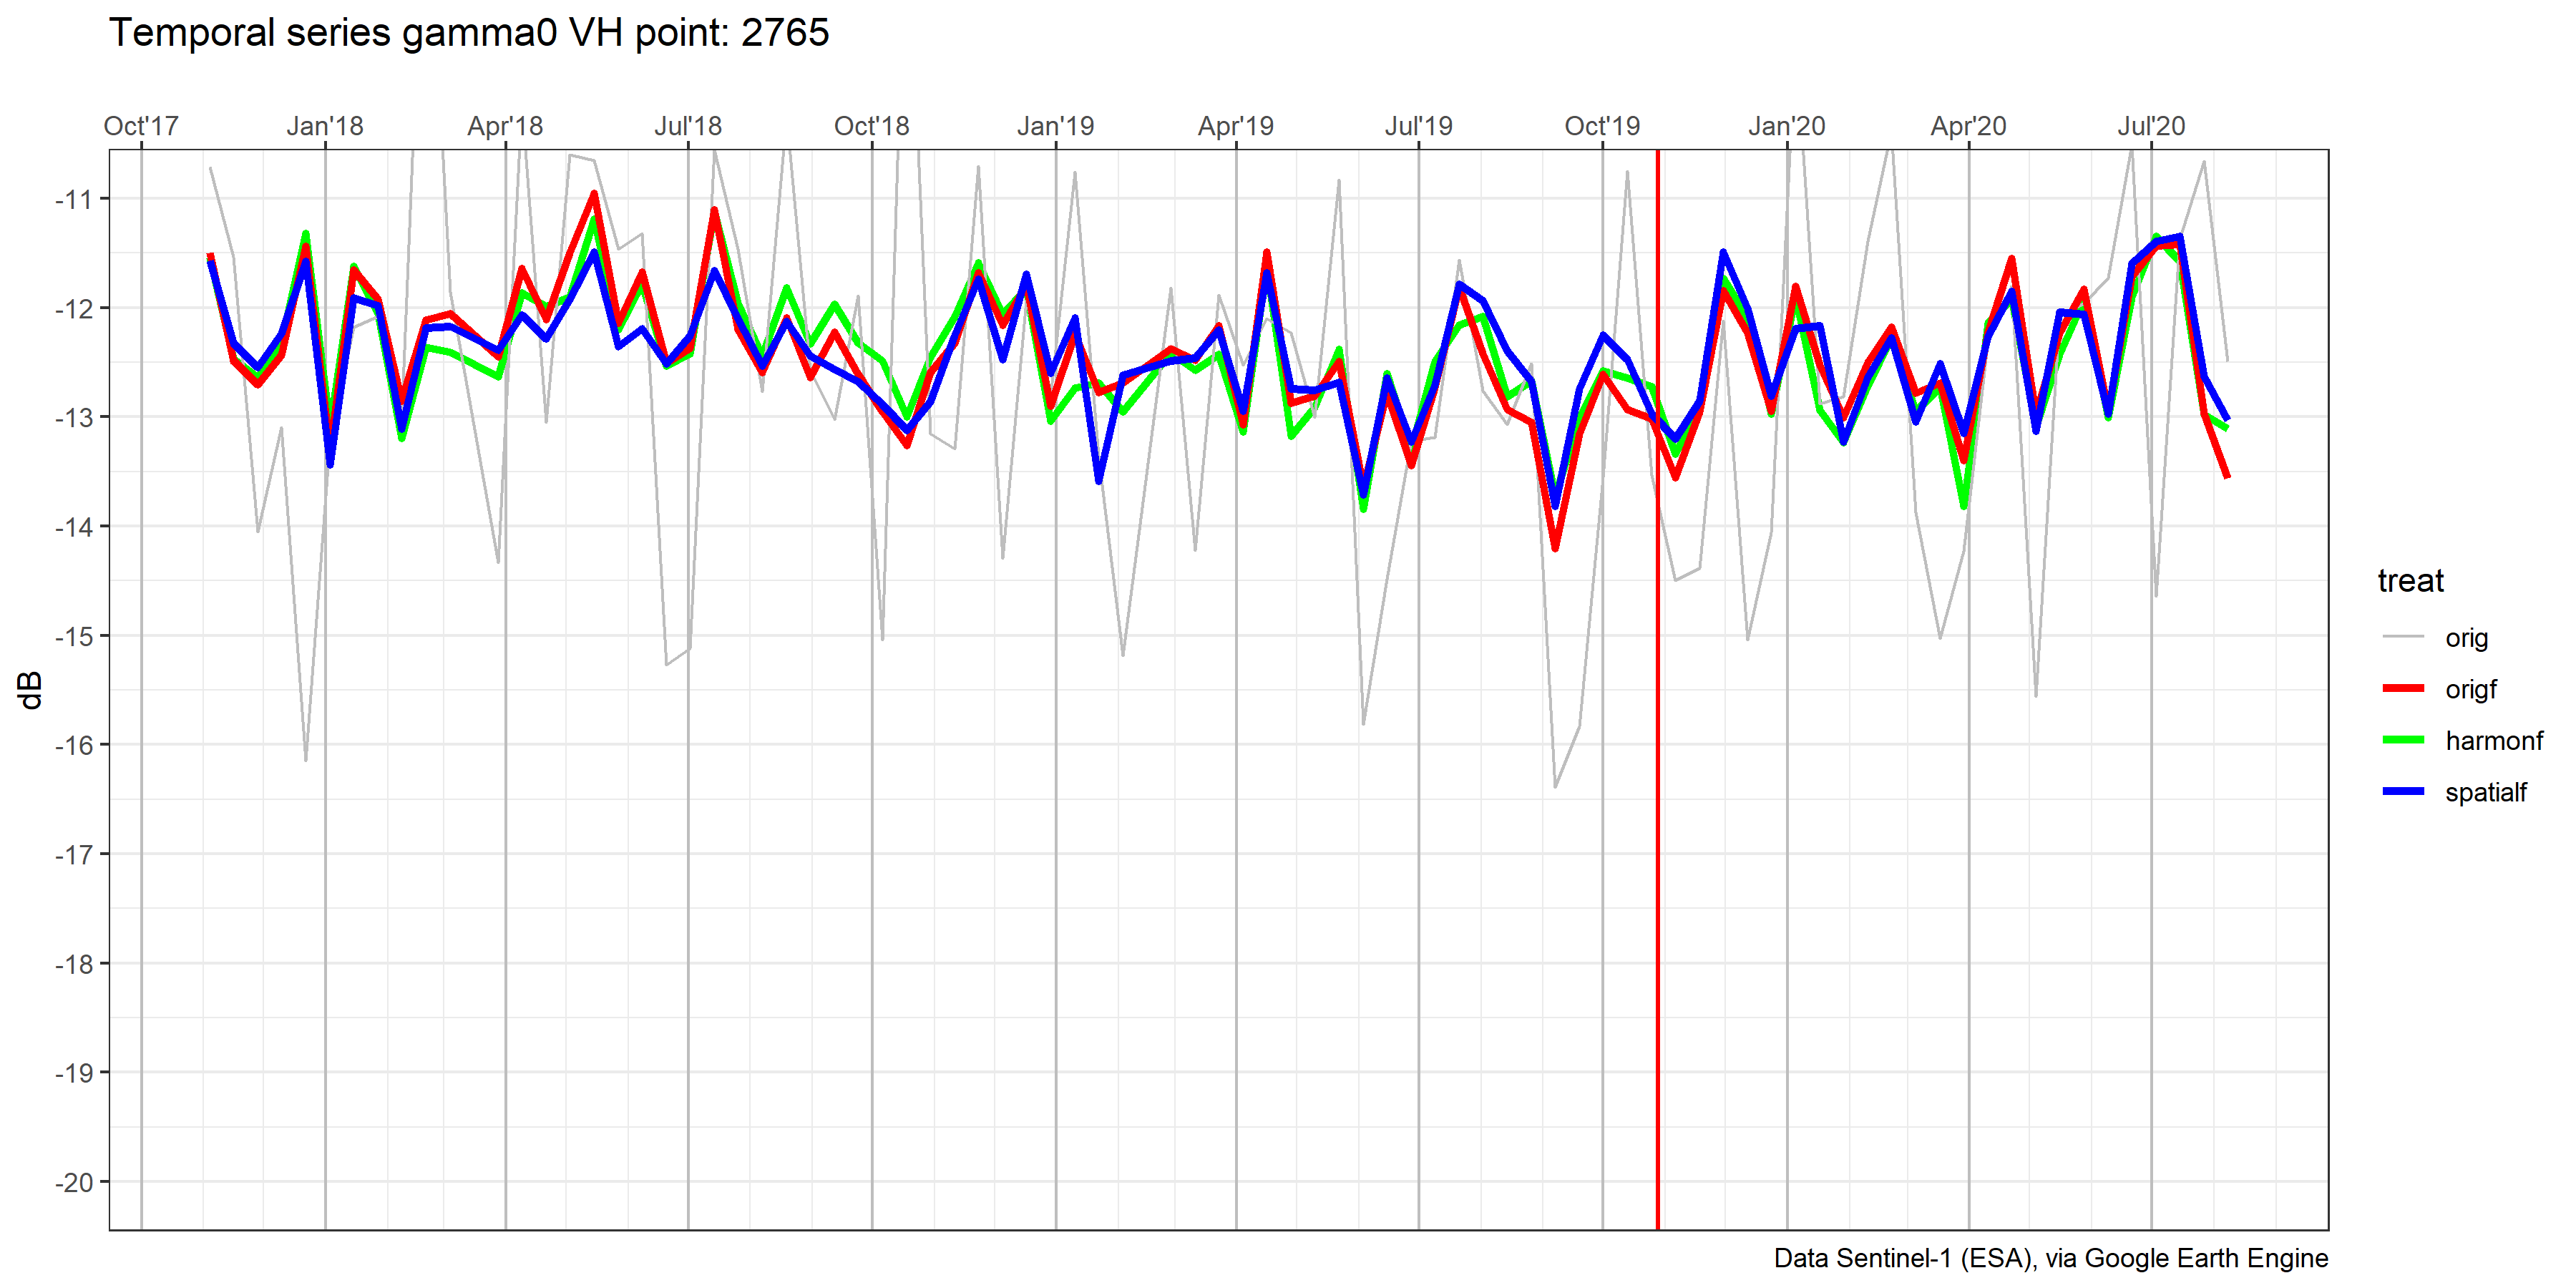 Temporal series gamma0 VH point: 2765
Oct'17 Jan'18 Apr'18 Jul'18 Oct'18 Jan'19 Apr'19 Jul'19 Oct'19 Jan'20 Apr'20 Jul'20
-11
-12
-13
-14
-15
-16
-17
-18
-19
-20
dB
treat
orig
origf
harmonf
spatialf
Data Sentinel-1 (ESA), via Google Earth Engine